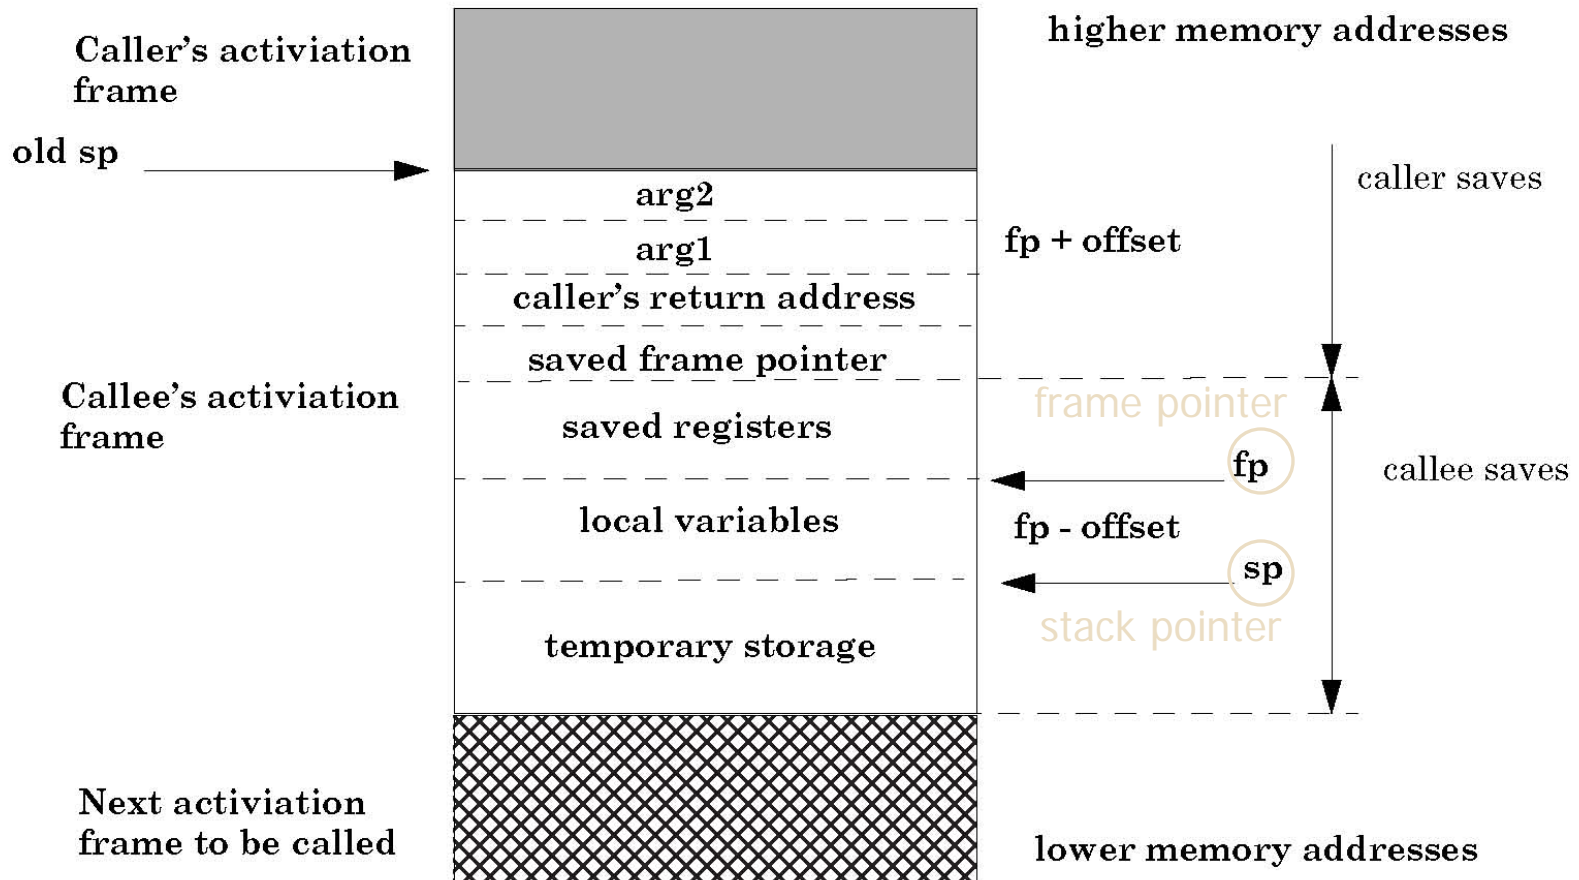 higher memory addresses
Caller's activiation
frame
old sp
caller saves
arg2
arg1
fp + offset
caller's return address
saved frame pointer
Callee's activiation
frame
frame pointer
saved registers
fp
callee saves
local variables
fp - offset
sp
stack pointer
temporary storage
Next activiation
frame to be called
lower memory addresses